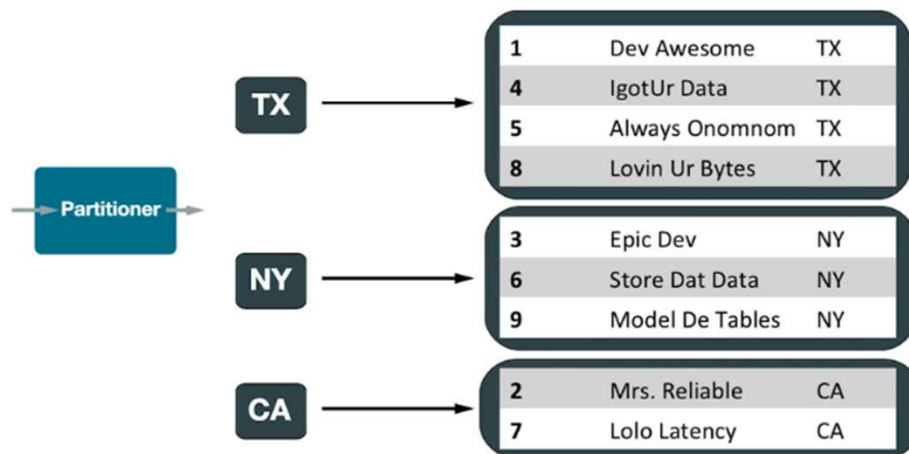 Partitioner
TX
1 Dev Awesome TX
4 IgotUr Data TX
5 Always Onomnom TX
8 Lovin Ur Bytes TX
NY
3 Epic Dev NY
6 Store Dat Data NY
9 Model De Tables NY
CA
2 Mrs. Reliable CA
7 Lolo Latency CA